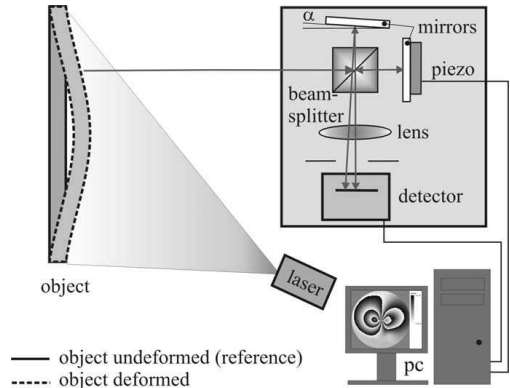 α
mirrors
piezo
beam-
splitter
lens
detector
laser
object
pc
object undeformed (reference)
object deformed